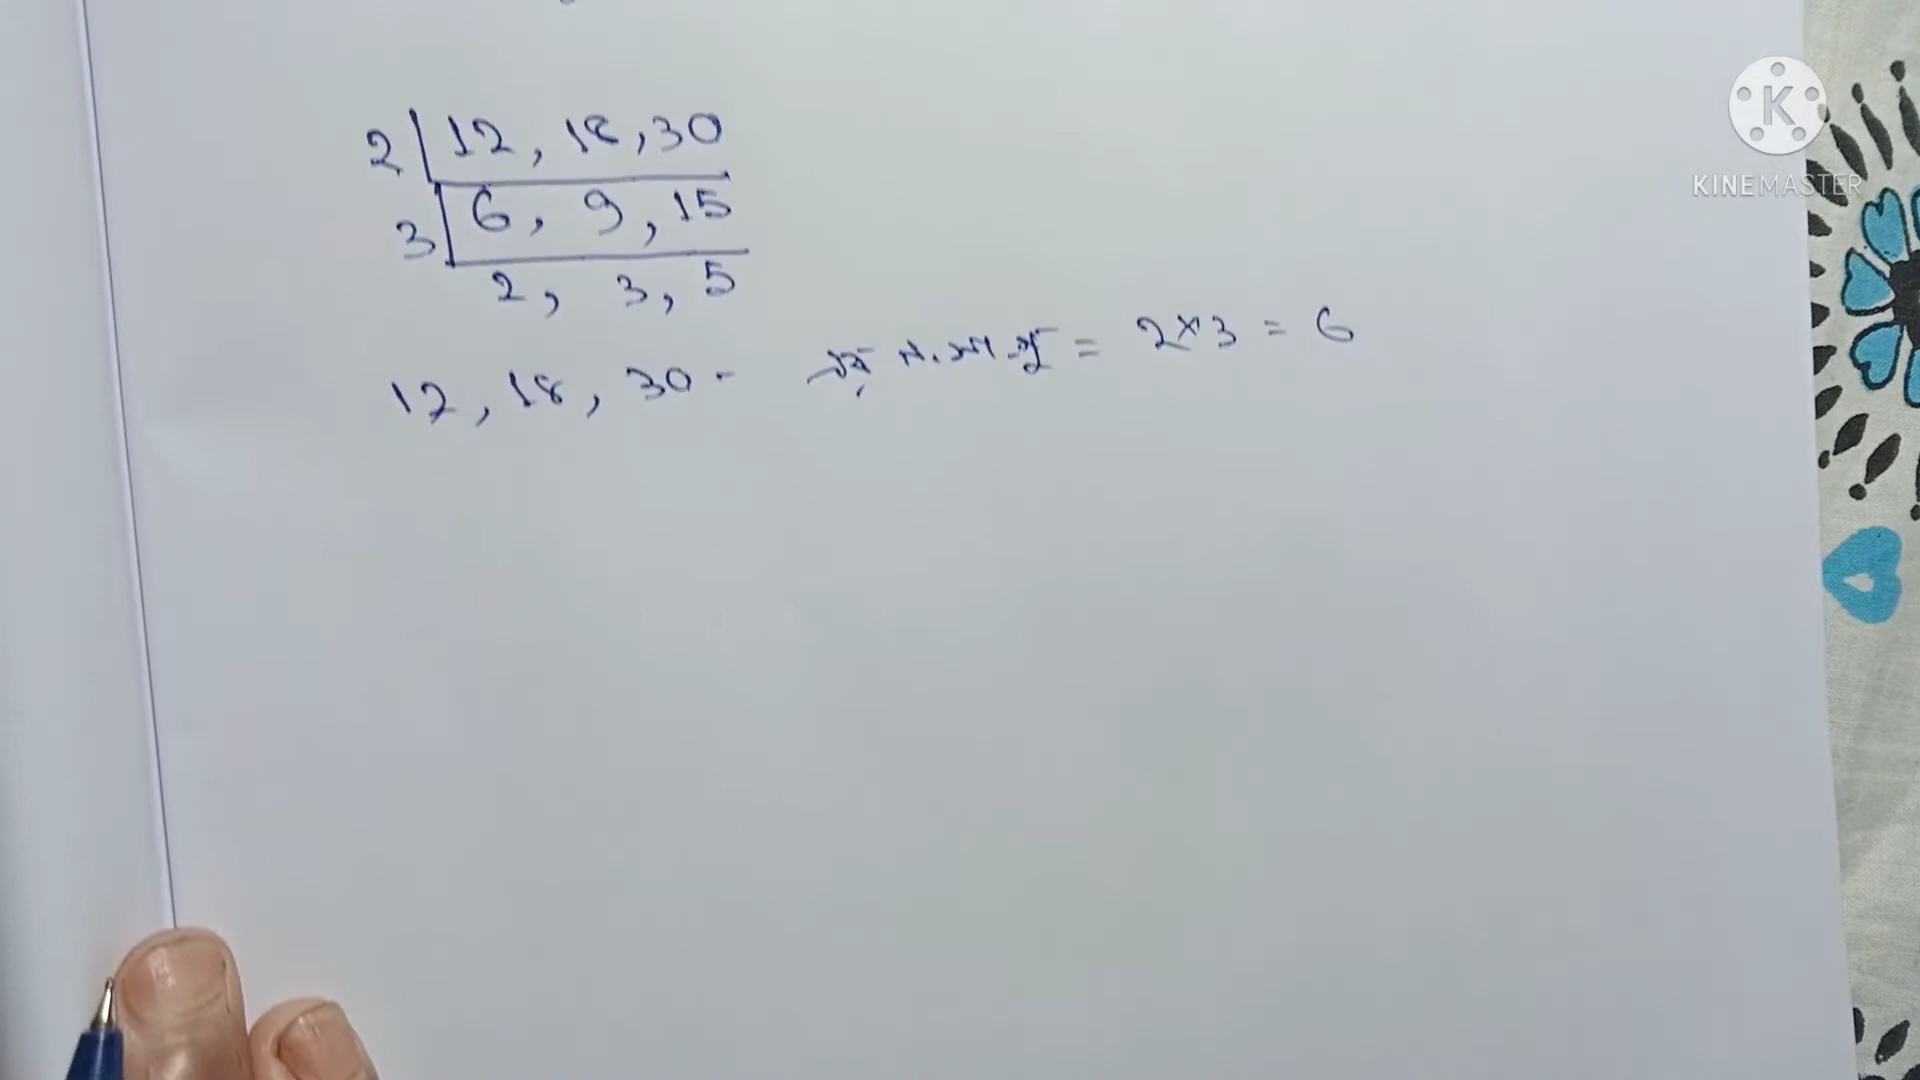 2 | 12, 18, 30
3 | 6, 9, 15
2, 3, 5
12, 18, 30 - এর গ.সা.গু = 2×3 = 6
K
KINEMASTER